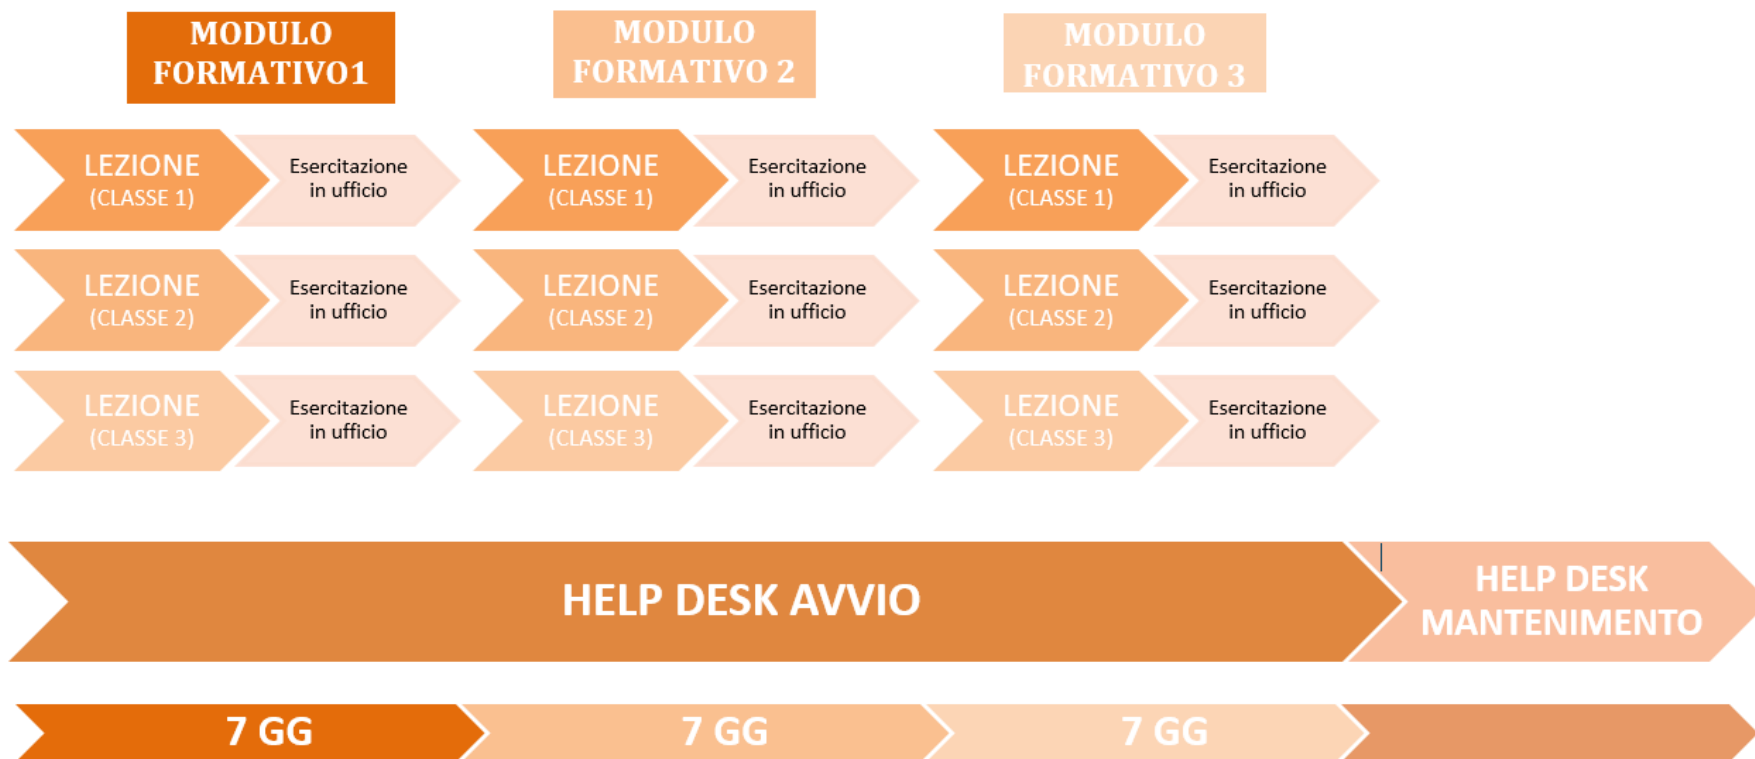 MODULO
FORMATIVO1
MODULO
FORMATIVO 2
MODULO
FORMATIVO 3
LEZIONE
(CLASSE 1)
Esercitazione
in ufficio
LEZIONE
(CLASSE 1)
Esercitazione
in ufficio
LEZIONE
(CLASSE 1)
Esercitazione
in ufficio
LEZIONE
(CLASSE 2)
Esercitazione
in ufficio
LEZIONE
(CLASSE 2)
Esercitazione
in ufficio
LEZIONE
(CLASSE 2)
Esercitazione
in ufficio
LEZIONE
(CLASSE 3)
Esercitazione
in ufficio
LEZIONE
(CLASSE 3)
Esercitazione
in ufficio
LEZIONE
(CLASSE 3)
Esercitazione
in ufficio
HELP DESK AVVIO
HELP DESK
MANTENIMENTO
7 GG
7 GG
7 GG